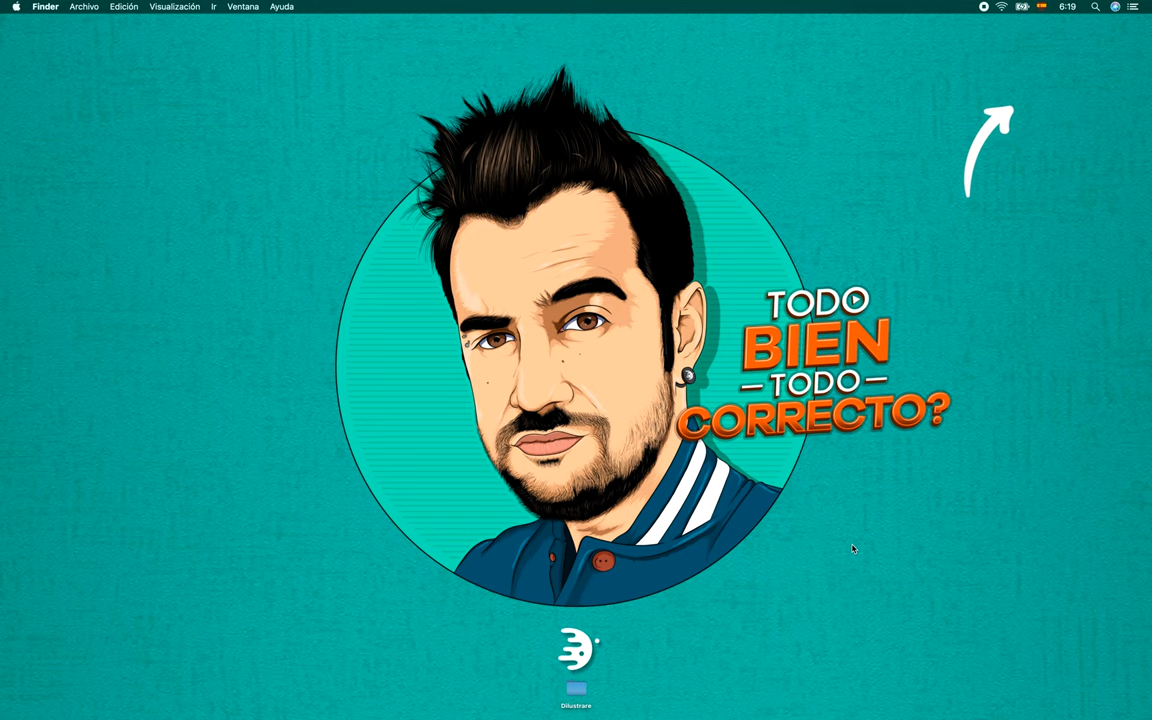 Finder Archivo Edición Visualización Ir Ventana Ayuda 6:19
TODO
BIEN
TODO
CORRECTO?
Dilustrare